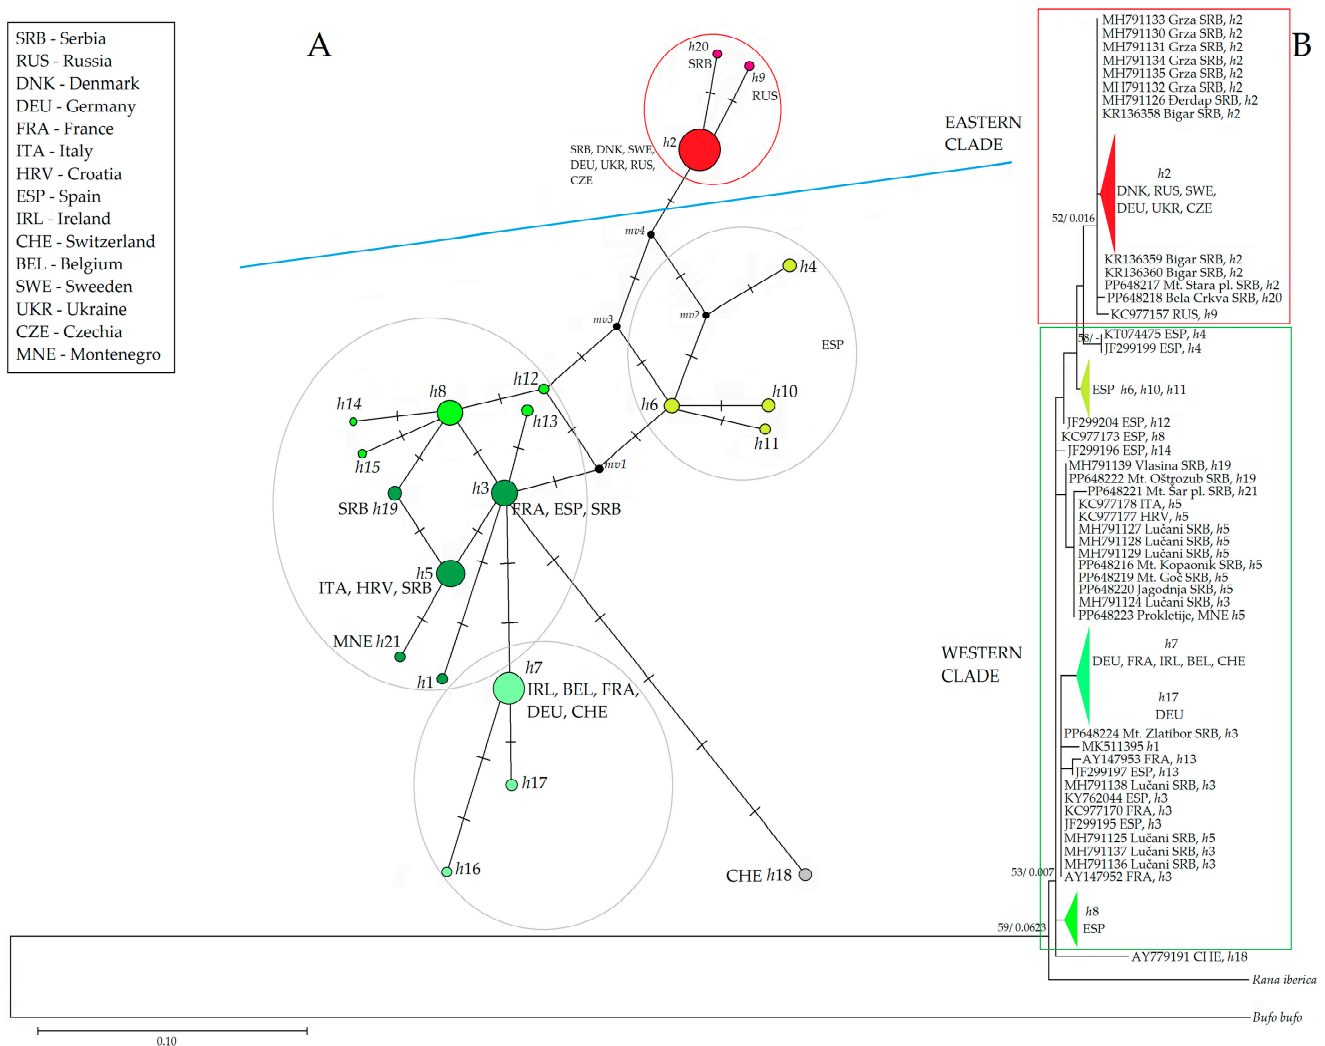 SRB - Serbia
RUS - Russia
DNK - Denmark
DEU - Germany
FRA - France
ITA - Italy
HRV - Croatia
ESP - Spain
IRL - Ireland
CHE - Switzerland
BEL - Belgium
SWE - Sweeden
UKR - Ukraine
CZE - Czechia
MNE - Montenegro
A
h20
SRB
h9
RUS
h2
SRB, DNK, SWE,
DEU, UKR, RUS,
CZE
mv4
h4
mv2
mv3
ESP
h12
h8
h14
h13
h15
h6
h10
h11
mv1
h3
FRA, ESP, SRB
SRB h19
h5
ITA, HRV, SRB
MNE h21
h1
h7
IRL, BEL, FRA,
DEU, CHE
h17
h16
CHE h18
EASTERN
CLADE
WESTERN
CLADE
B
MH791133 Grza SRB, h2
MH791130 Grza SRB, h2
MH791131 Grza SRB, h2
MH791134 Grza SRB, h2
MH791135 Grza SRB, h2
MH791132 Grza SRB, h2
MH791126 Đerdap SRB, h2
KR136358 Bigar SRB, h2
h2
DNK, RUS, SWE,
DEU, UKR, CZE
52/ 0.016
KR136359 Bigar SRB, h2
KR136360 Bigar SRB, h2
PP648217 Mt. Stara pl. SRB, h2
PP648218 Bela Crkva SRB, h20
KC977157 RUS, h9
58/ -
KT074475 ESP, h4
JF299199 ESP, h4
ESP h6, h10, h11
JF299204 ESP, h12
KC977173 ESP, h8
JF299196 ESP, h14
MH791139 Vlasina SRB, h19
PP648222 Mt. Oštrozub SRB, h19
PP648221 Mt. Šar pl. SRB, h21
KC977178 ITA, h5
KC977177 HRV, h5
MH791127 Lučani SRB, h5
MH791128 Lučani SRB, h5
MH791129 Lučani SRB, h5
PP648216 Mt. Kopaonik SRB, h5
PP648219 Mt. Goč SRB, h5
PP648220 Jagodnja SRB, h5
MH791124 Lučani SRB, h3
PP648223 Prokletije, MNE h5
h7
DEU, FRA, IRL, BEL, CHE
h17
DEU
PP648224 Mt. Zlatibor SRB, h3
MK511395 h1
AY147953 FRA, h13
JF299197 ESP, h13
MH791138 Lučani SRB, h3
KY762044 ESP, h3
KC977170 FRA, h3
JF299195 ESP, h3
MH791125 Lučani SRB, h5
MH791137 Lučani SRB, h3
MH791136 Lučani SRB, h3
53/ 0.007
AY147952 FRA, h3
h8
ESP
59/ 0.0623
AY779191 CHE, h18
Rana iberica
Bufo bufo
0.10